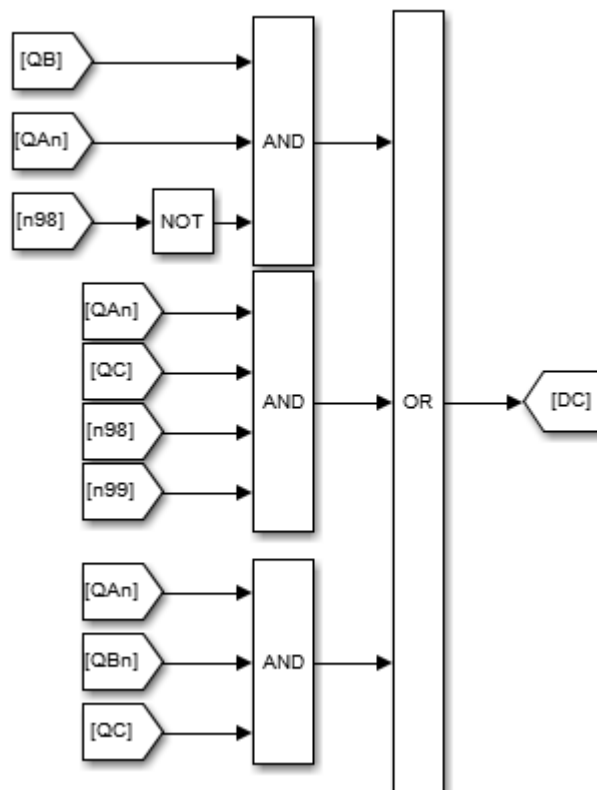 [QB]
[QAn]
AND
[n98]
NOT
[QAn]
[QC]
AND
OR
[DC]
[n98]
[n99]
[QAn]
[QBn]
AND
[QC]